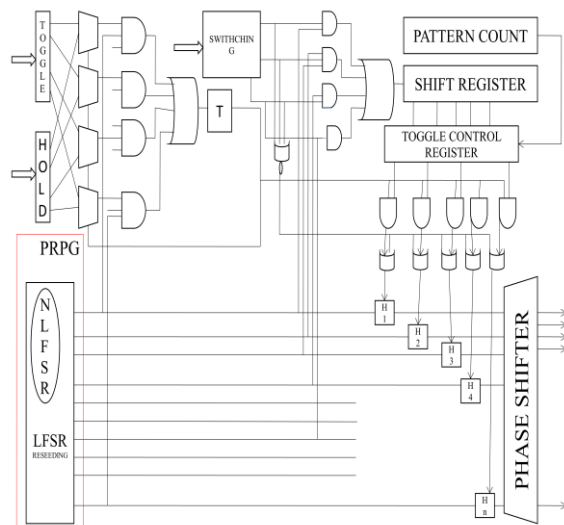 TOGGLE
HOLD
SWITHCHIN
G
T
PATTERN COUNT
SHIFT REGISTER
TOGGLE CONTROL
REGISTER
PRPG
NLFSR
LFSR
RESEEDING
H
1
H
2
H
3
H
4
H
n
PHASE SHIFTER